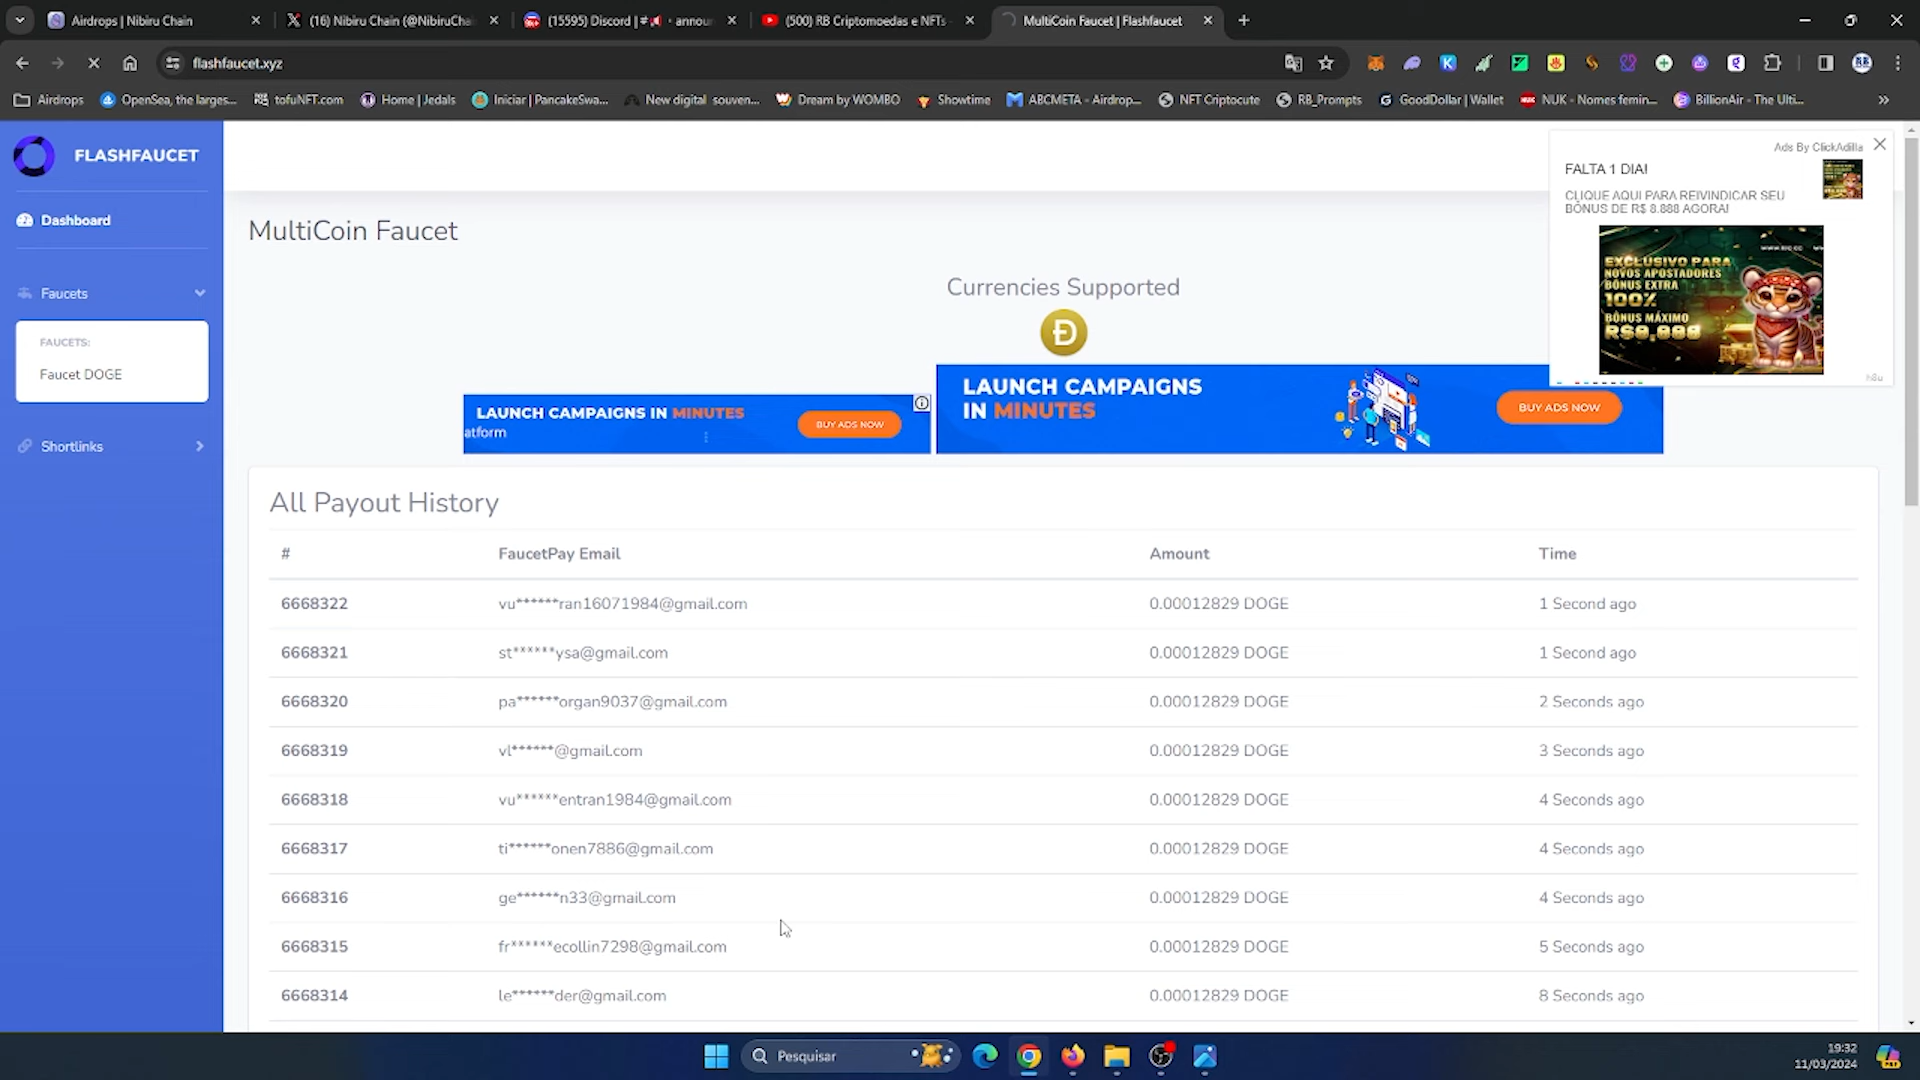 Airdrops | Nibiru Chain
(16) Nibiru Chain (@NibiruChai
(15595) Discord | # announ
(500) RB Criptomoedas e NFTs -
MultiCoin Faucet | Flashfaucet
flashfaucet.xyz
Airdrops
OpenSea, the larges...
tofuNFT.com
Home | Jedals
Iniciar | PancakeSwa...
New digital souven...
Dream by WOMBO
Showtime
ABCMETA - Airdrop...
NFT Criptocute
RB_Prompts
GoodDollar | Wallet
NUK - Nomes femin...
BillionAir - The Ulti...
FLASHFAUCET
Dashboard
Faucets
FAUCETS:
Faucet DOGE
Shortlinks
MultiCoin Faucet
Currencies Supported
Ads By ClickAdilla
FALTA 1 DIA!
CLIQUE AQUI PARA REIVINDICAR SEU
BÔNUS DE R$ 8.888 AGORA!
EXCLUSIVO PARA
NOVOS APOSTADORES
BÔNUS EXTRA
100%
BÔNUS MÁXIMO
R$8,888
LAUNCH CAMPAIGNS IN MINUTES
atform
BUY ADS NOW
LAUNCH CAMPAIGNS
IN MINUTES
BUY ADS NOW
All Payout History
# FaucetPay Email Amount Time
6668322 vu******ran16071984@gmail.com 0.00012829 DOGE 1 Second ago
6668321 st******ysa@gmail.com 0.00012829 DOGE 1 Second ago
6668320 pa******organ9037@gmail.com 0.00012829 DOGE 2 Seconds ago
6668319 vl******@gmail.com 0.00012829 DOGE 3 Seconds ago
6668318 vu******entran1984@gmail.com 0.00012829 DOGE 4 Seconds ago
6668317 ti******onen7886@gmail.com 0.00012829 DOGE 4 Seconds ago
6668316 ge******n33@gmail.com 0.00012829 DOGE 4 Seconds ago
6668315 fr******ecollin7298@gmail.com 0.00012829 DOGE 5 Seconds ago
6668314 le******der@gmail.com 0.00012829 DOGE 8 Seconds ago
Pesquisar
19:32
11/03/2024